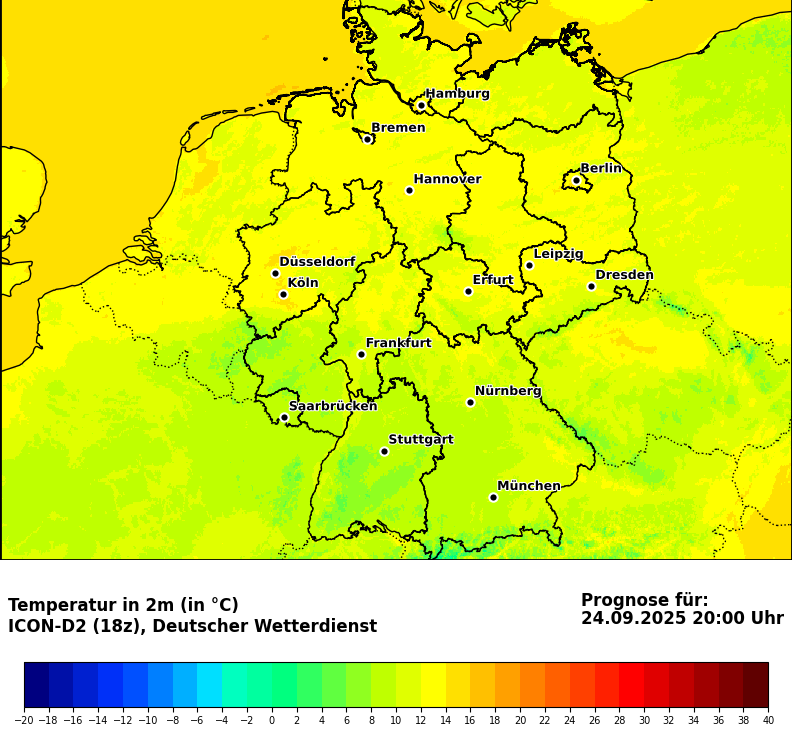 Hamburg
Bremen
Berlin
Hannover
Leipzig
Düsseldorf
Dresden
Köln
Erfurt
Frankfurt
Nürnberg
Saarbrücken
Stuttgart
München
Temperatur in 2m (in °C)
ICON-D2 (18z), Deutscher Wetterdienst
Prognose für:
24.09.2025 20:00 Uhr
−20 −18 −16 −14 −12 −10 −8 −6 −4 −2 0 2 4 6 8 10 12 14 16 18 20 22 24 26 28 30 32 34 36 38 40